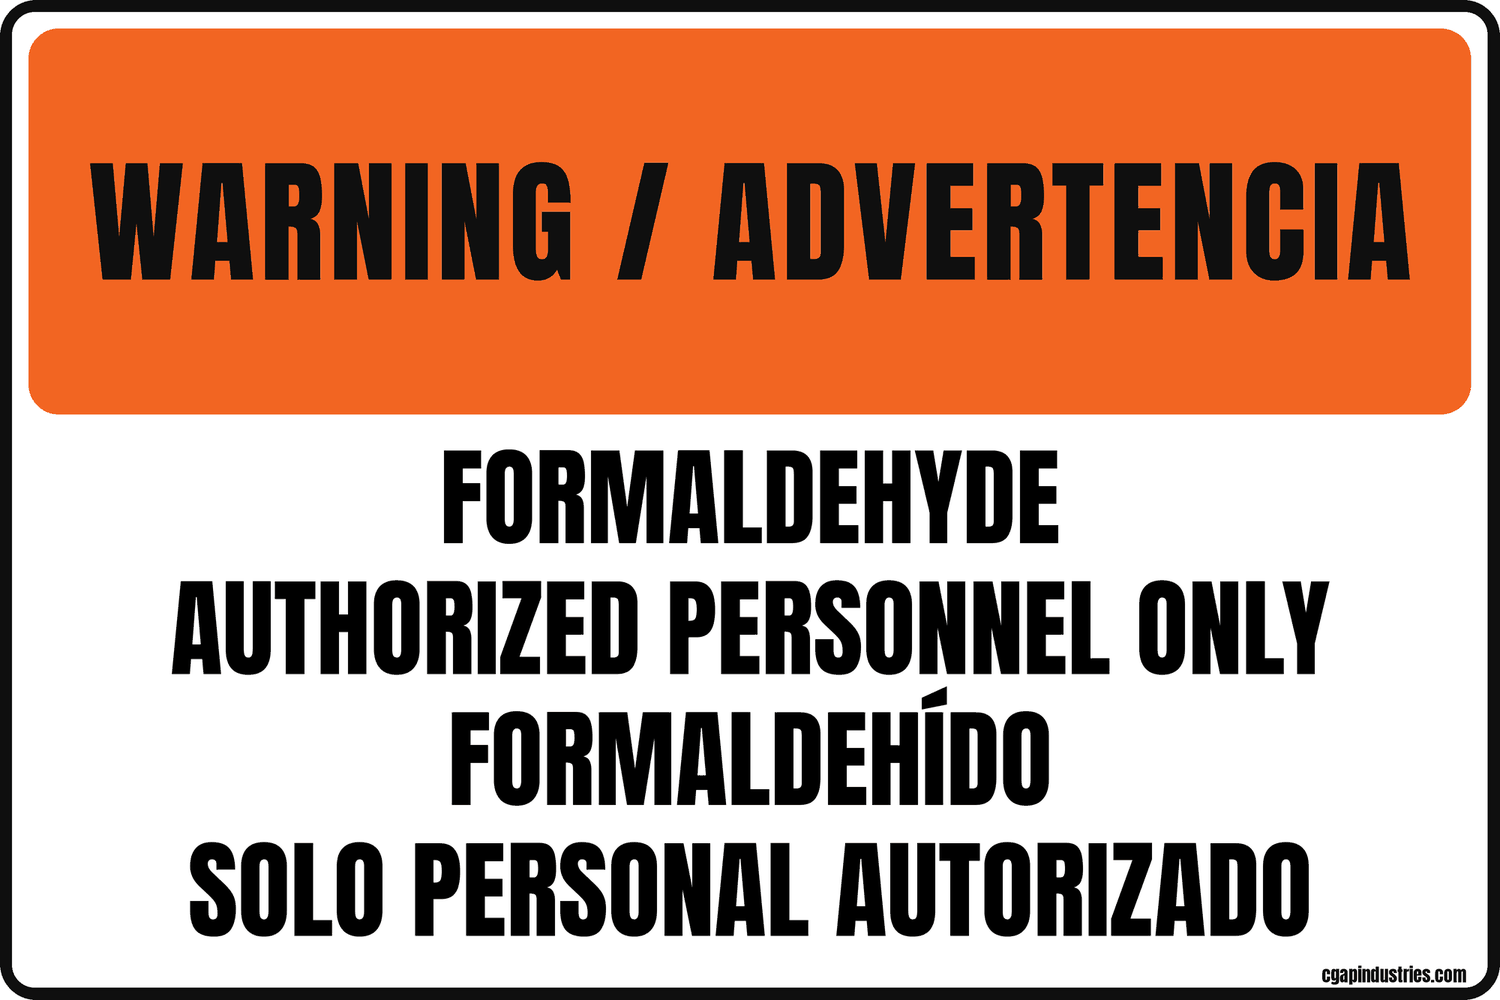 WARNING / ADVERTENCIA
FORMALDEHYDE
AUTHORIZED PERSONNEL ONLY
FORMALDEHÍDO
SOLO PERSONAL AUTORIZADO
cgapindustries.com